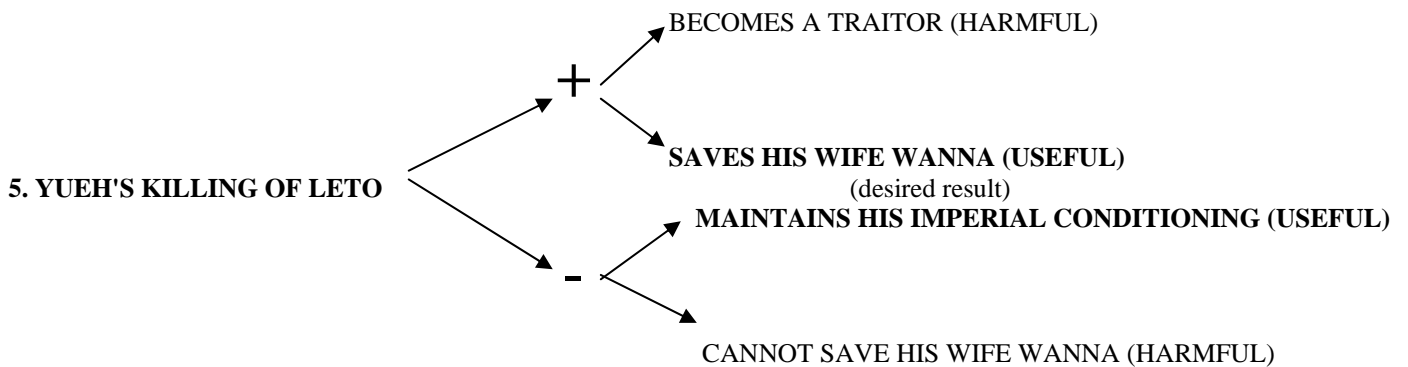 BECOMES A TRAITOR (HARMFUL)
+
SAVES HIS WIFE WANNA (USEFUL)
5. YUEH'S KILLING OF LETO
(desired result)
MAINTAINS HIS IMPERIAL CONDITIONING (USEFUL)
-
CANNOT SAVE HIS WIFE WANNA (HARMFUL)